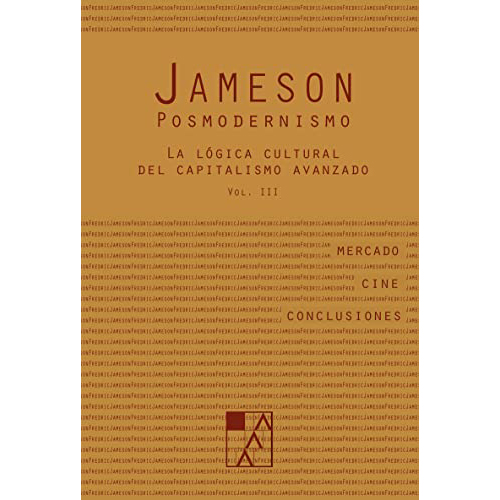 JAMESON
POSMODERNISMO
LA LÓGICA CULTURAL
DEL CAPITALISMO AVANZADO
VOL. III
MERCADO
CINE
CONCLUSIONES